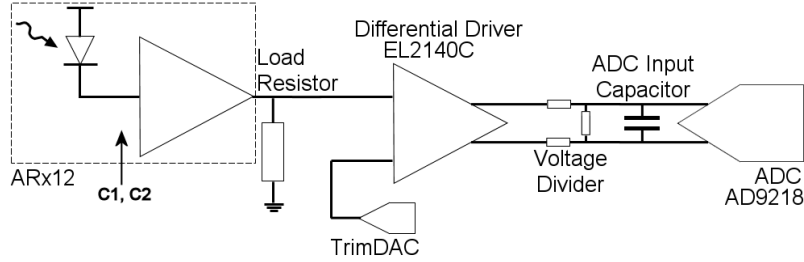 Differential Driver
EL2140C
Load
Resistor
ADC Input
Capacitor
ARx12
C1, C2
Voltage
Divider
ADC
AD9218
TrimDAC